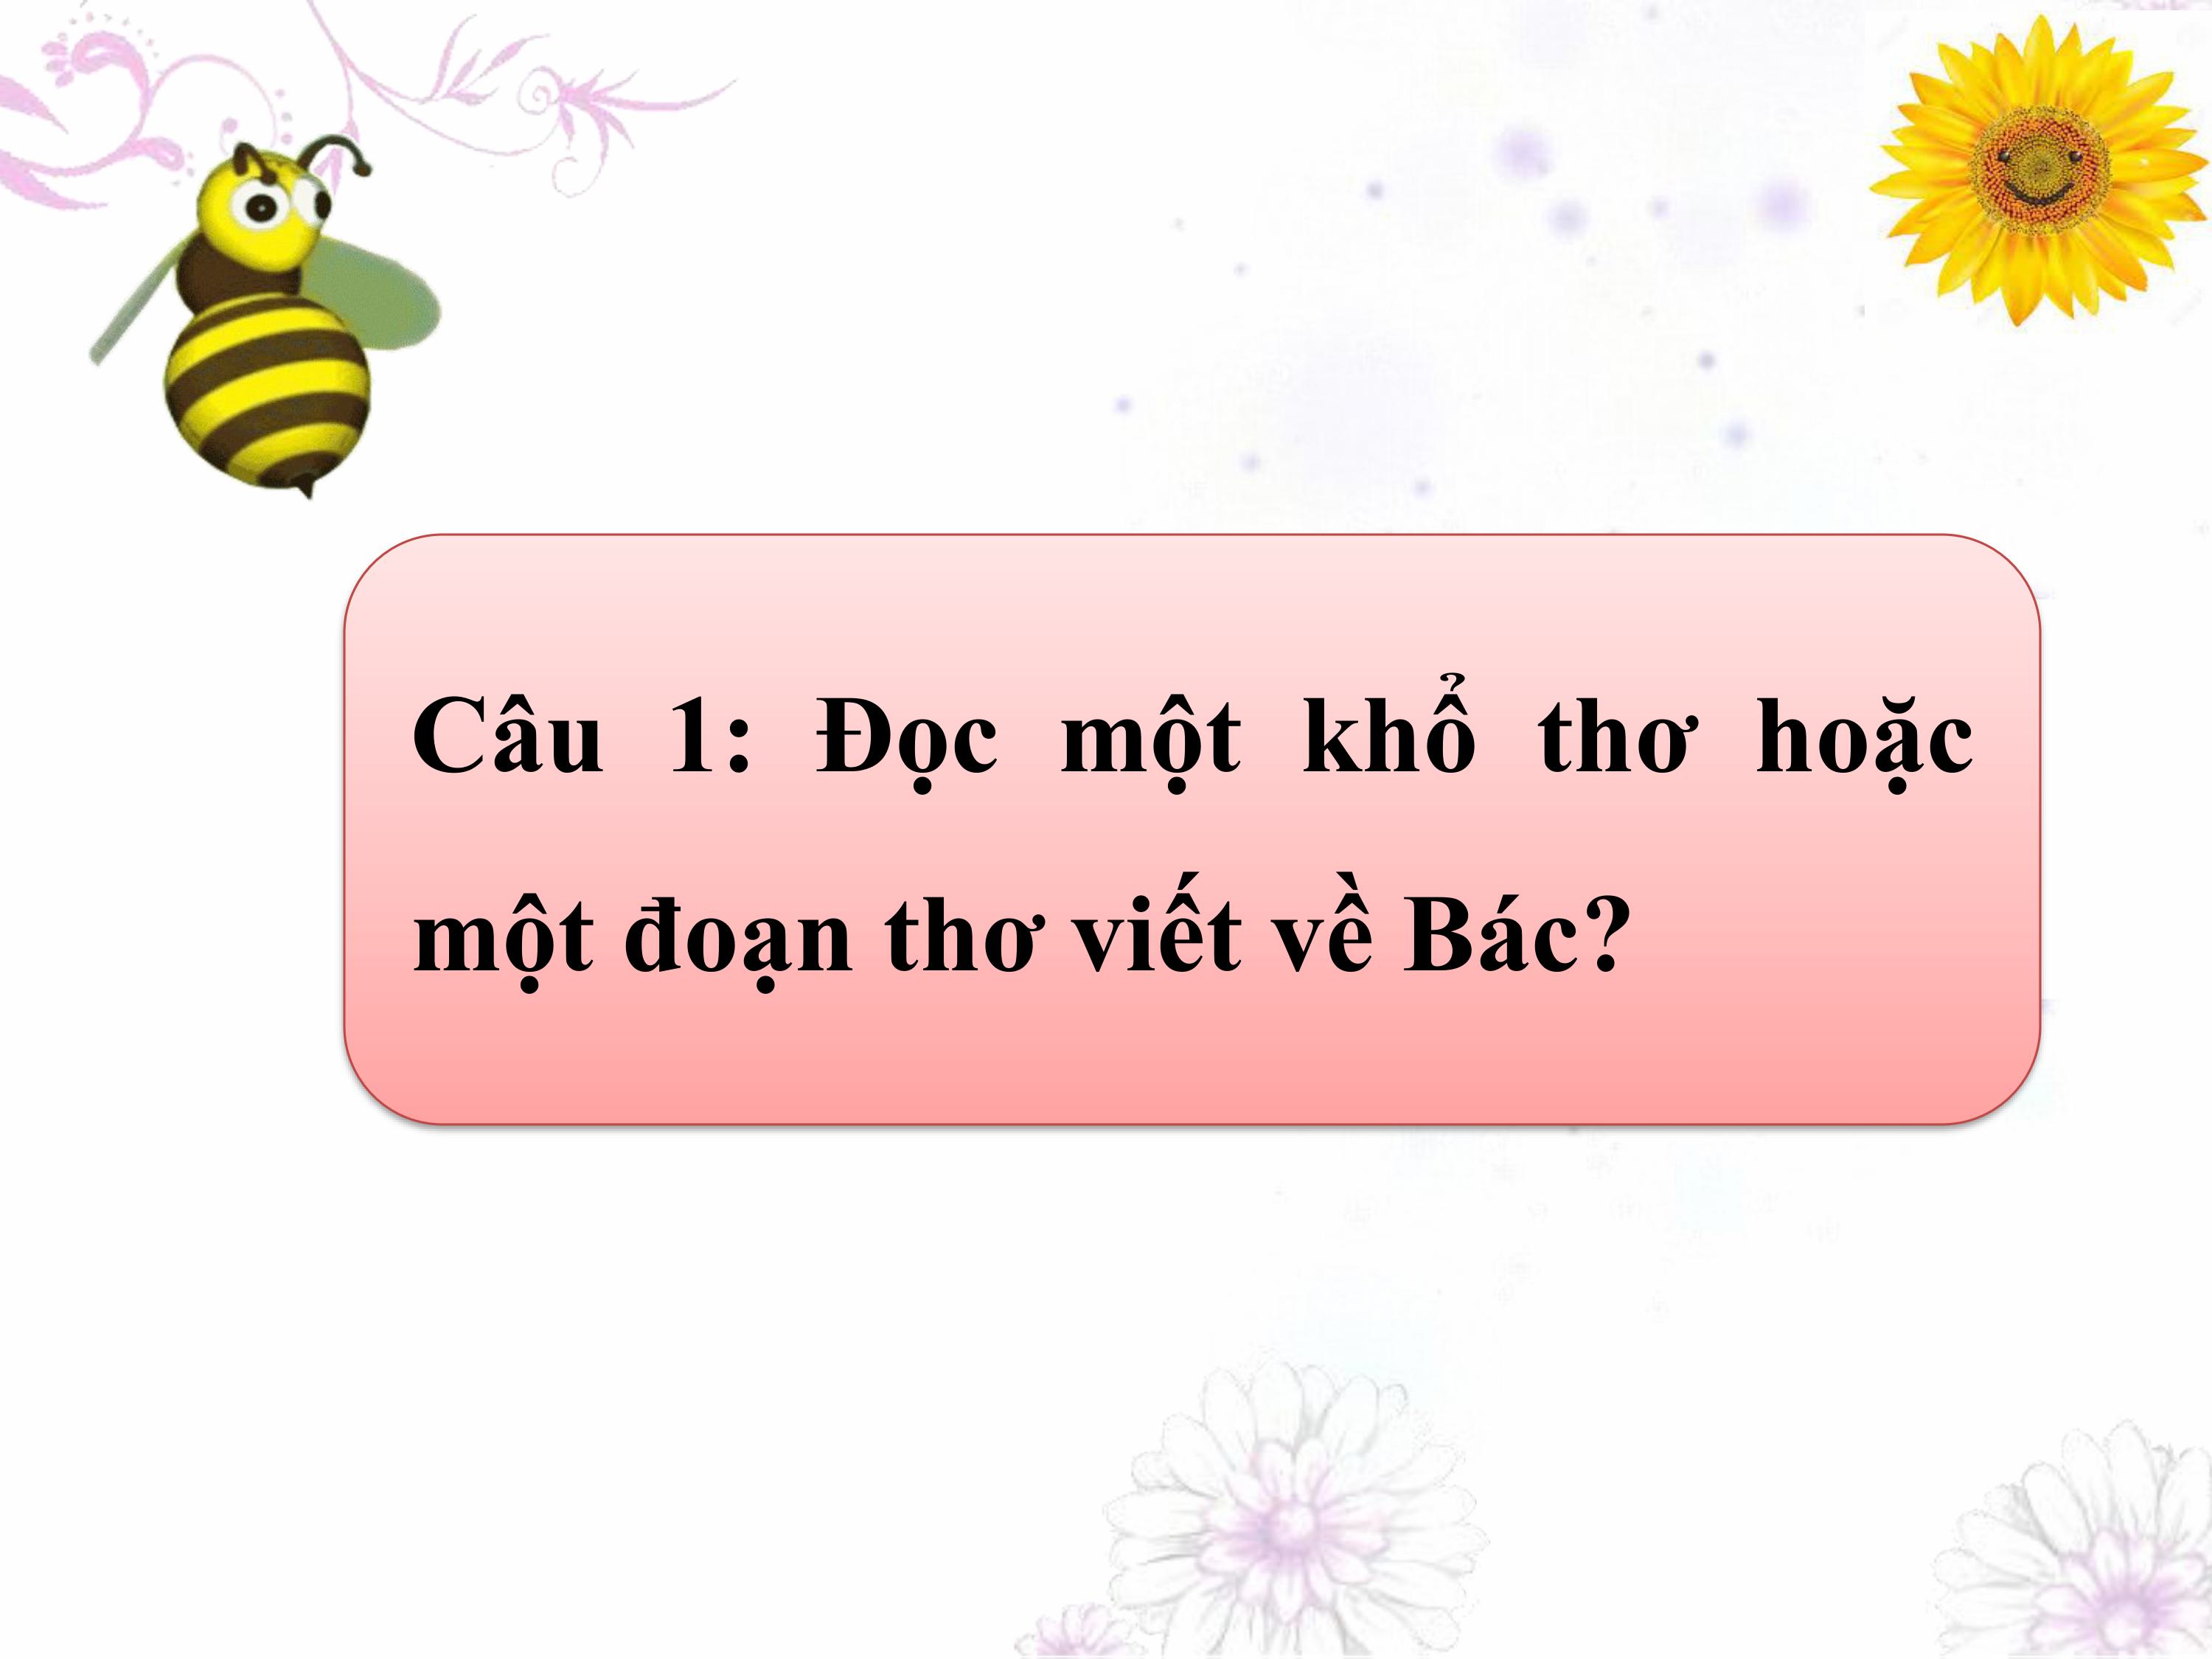 Câu 1: Đọc một khổ thơ hoặc
một đoạn thơ viết về Bác?